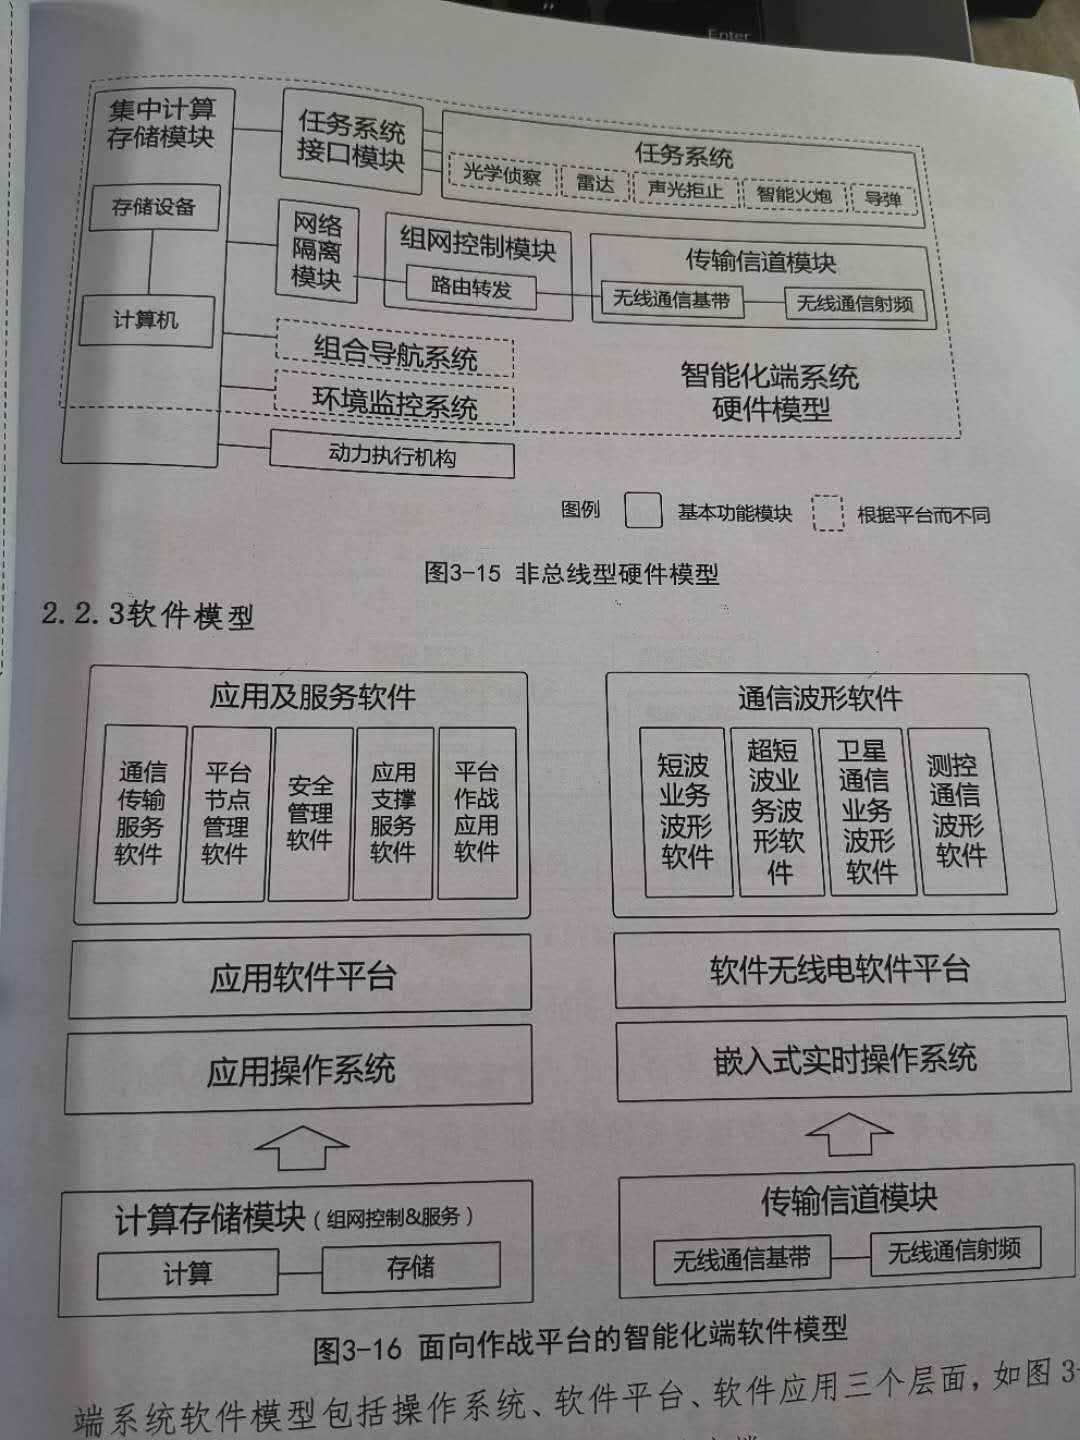 Enter
集中计算
存储模块
存储设备
计算机
任务系统
接口模块
任务系统
光学侦察
雷达
声光拒止
智能火炮
导弹
网络
隔离
模块
组网控制模块
路由转发
传输信道模块
无线通信基带
无线通信射频
组合导航系统
环境监控系统
动力执行机构
智能化端系统
硬件模型
图例
基本功能模块
根据平台而不同
图3-15 非总线型硬件模型
2.2.3软件模型
应用及服务软件
通信
传输
服务
软件
平台
节点
管理
软件
安全
管理
软件
应用
支撑
服务
软件
平台
作战
应用
软件
应用软件平台
应用操作系统
计算存储模块（组网控制&服务）
计算
存储
通信波形软件
短波
业务
波形
软件
超短
波业
务波
形软
件
卫星
通信
业务
波形
软件
测控
通信
波形
软件
软件无线电软件平台
嵌入式实时操作系统
传输信道模块
无线通信基带
无线通信射频
图3-16 面向作战平台的智能化端软件模型
端系统软件模型包括操作系统、软件平台、软件应用三个层面，如图3-